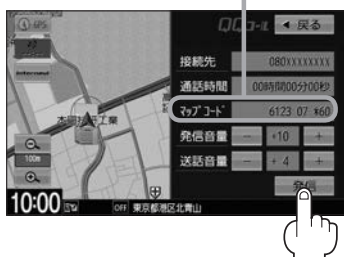 QQコール
戻る
GPS
接続先 080XXXXXXX
通話時間 00時間00分00秒
マップコード 6123 07 *60
発信音量 - +10 +
送話音量 - + 4 +
100m
発信
10:00
OFF 東京都港区北青山